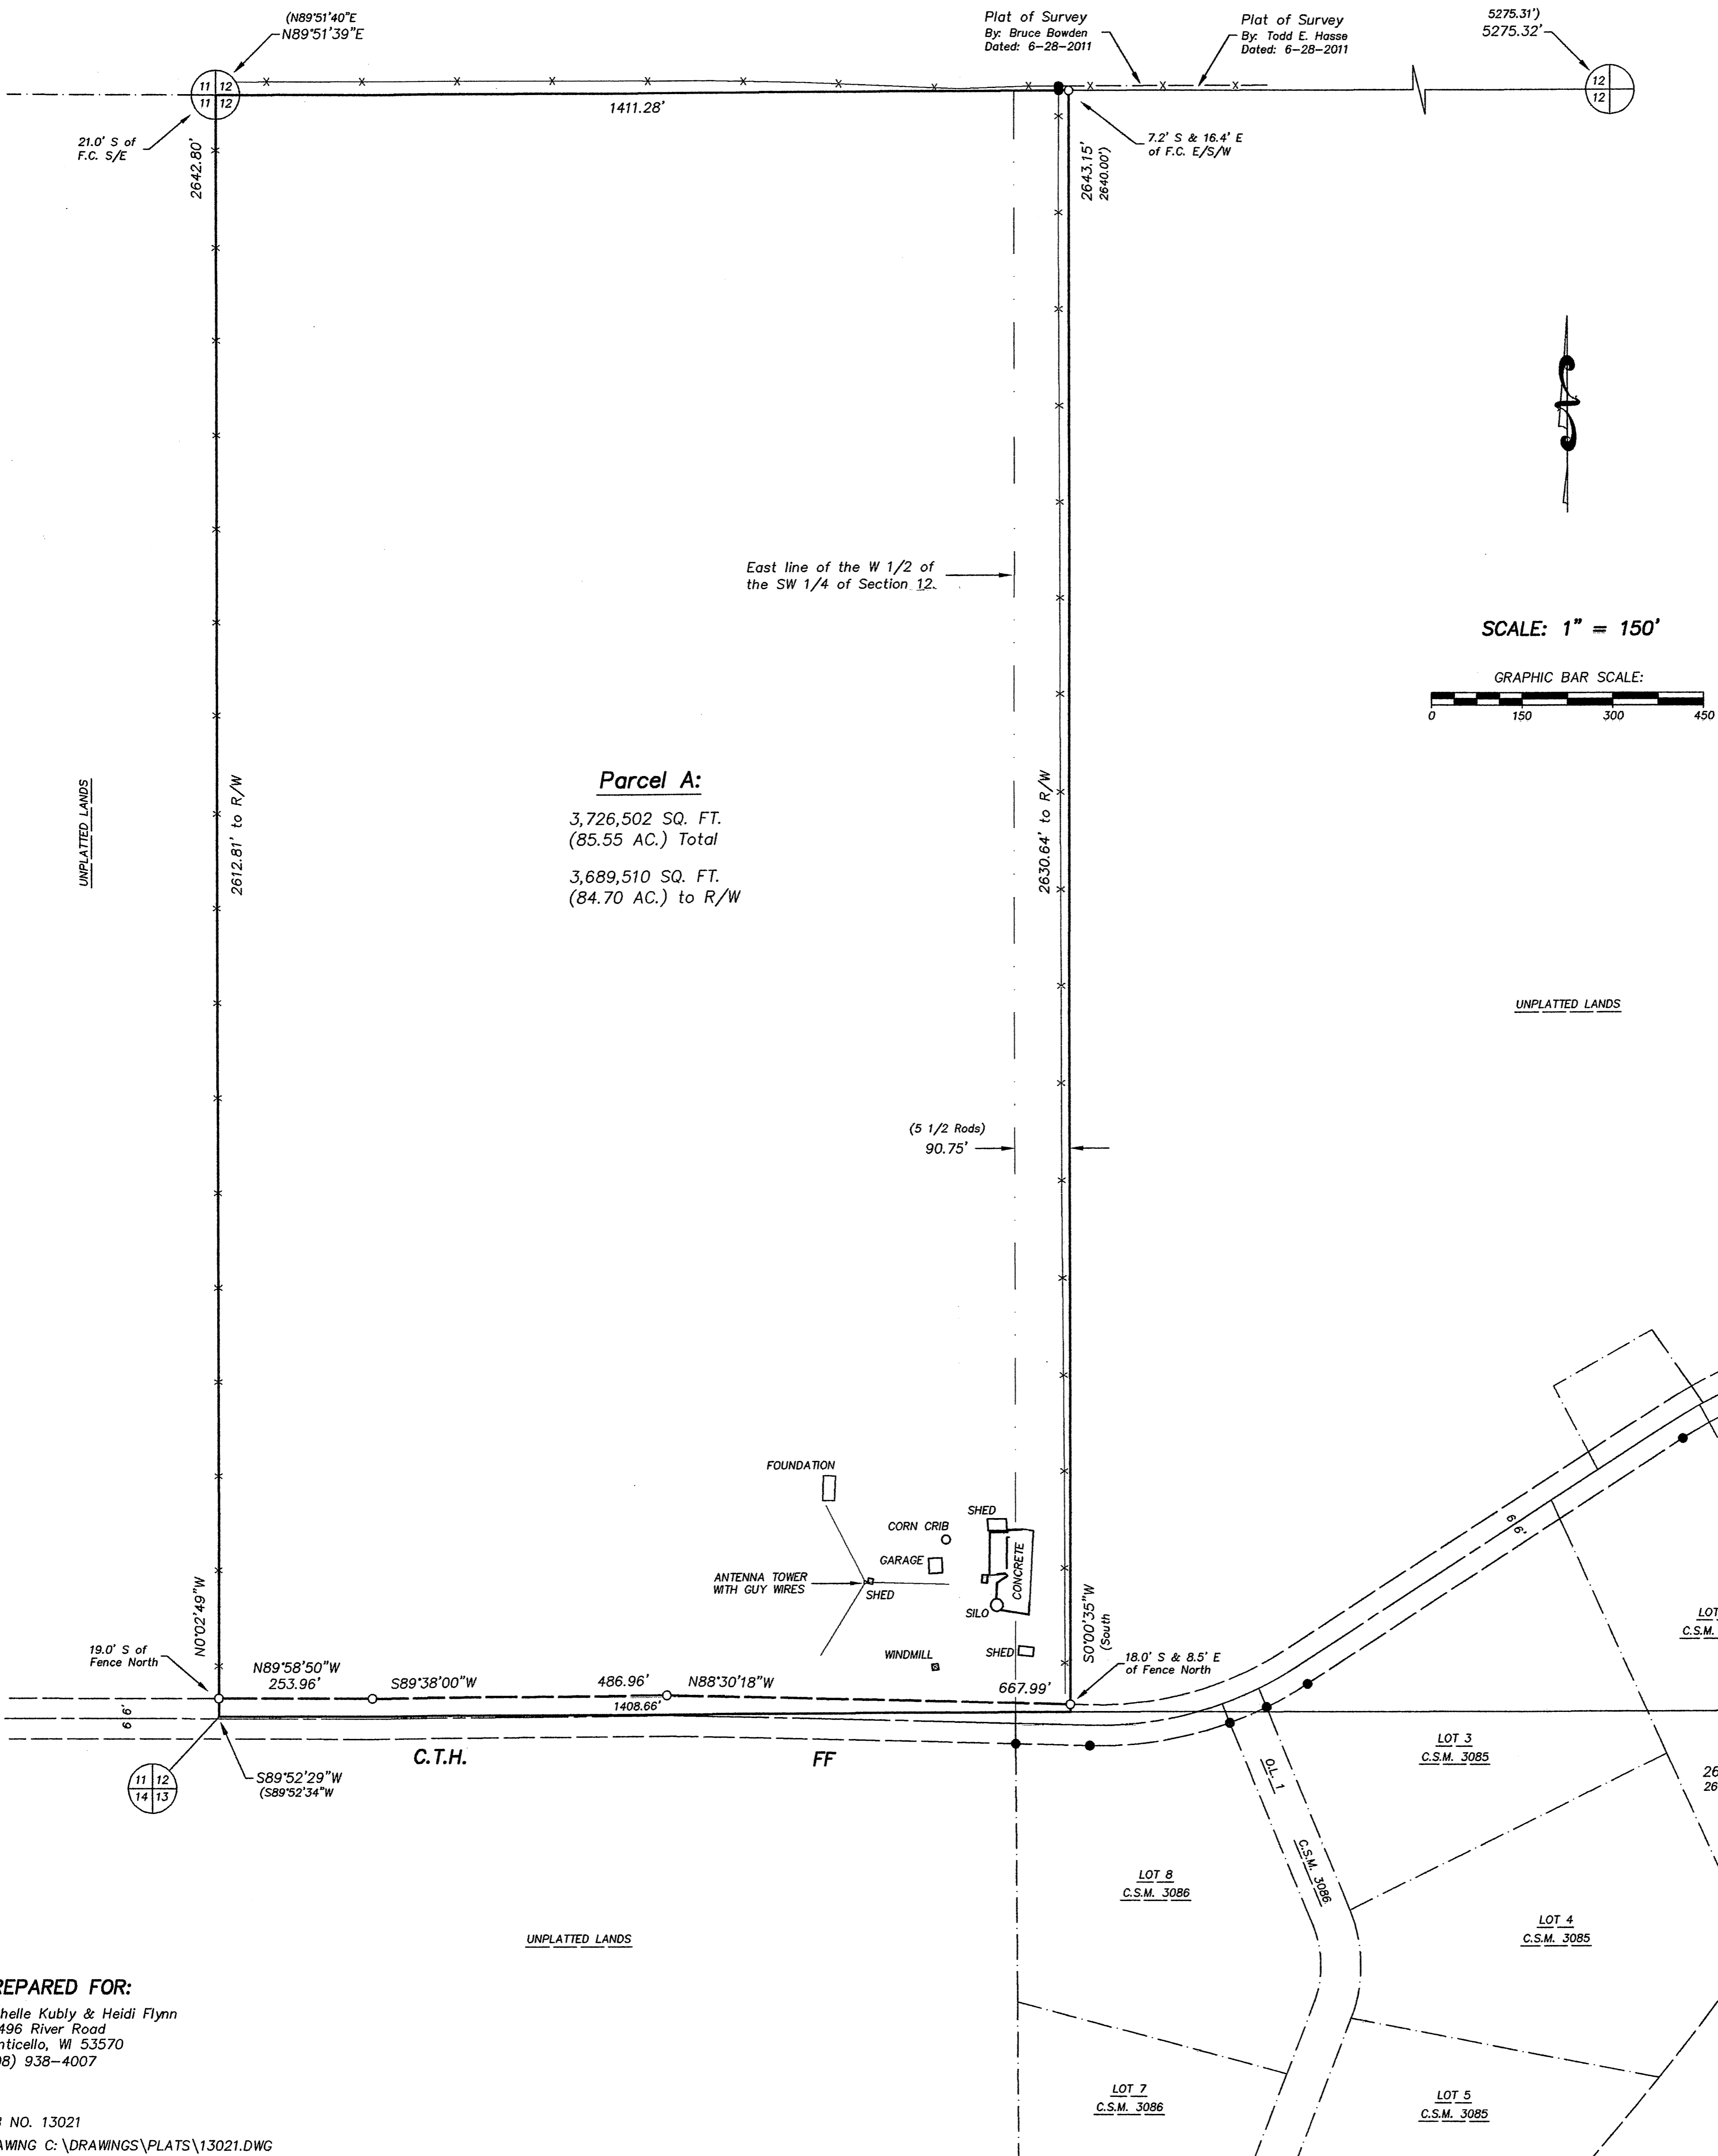 (N89°51'40"E
N89°51'39"E
Plat of Survey
By: Bruce Bowden
Dated: 6-28-2011
Plat of Survey
By: Todd E. Hasse
Dated: 6-28-2011
5275.31')
5275.32'
11 12
11 12
12
12
1411.28'
21.0' S of
F.C. S/E
2642.80'
2643.15'
2640.00')
7.2' S & 16.4' E
of F.C. E/S/W
East line of the W 1/2 of
the SW 1/4 of Section 12.
SCALE: 1" = 150'
GRAPHIC BAR SCALE:
0 150 300 450
UNPLATTED LANDS
2612.81' to R/W
Parcel A:
3,726,502 SQ. FT.
(85.55 AC.) Total
3,689,510 SQ. FT.
(84.70 AC.) to R/W
2630.64' to R/W
UNPLATTED LANDS
(5 1/2 Rods)
90.75'
FOUNDATION
SHED
CORN CRIB
GARAGE
CONCRETE
ANTENNA TOWER
WITH GUY WIRES
SHED
SILO
WINDMILL
SHED
N0°02'49"W
S0°00'35"W
(South
66'
19.0' S of
Fence North
18.0' S & 8.5' E
of Fence North
N89°58'50"W
253.96'
S89°38'00"W
486.96'
N88°30'18"W
667.99'
1408.66'
66'
C.T.H.
FF
11 12
14 13
S89°52'29"W
(S89°52'34"W
LOT
C.S.M.
LOT 3
C.S.M. 3085
O.L. 1
C.S.M. 3086
26
26
LOT 8
C.S.M. 3086
LOT 4
C.S.M. 3085
UNPLATTED LANDS
REPARED FOR:
helle Kubly & Heidi Flynn
496 River Road
nticello, WI 53570
08) 938-4007
LOT 7
C.S.M. 3086
LOT 5
C.S.M. 3085
B NO. 13021
AWING C:\DRAWINGS\PLATS\13021.DWG